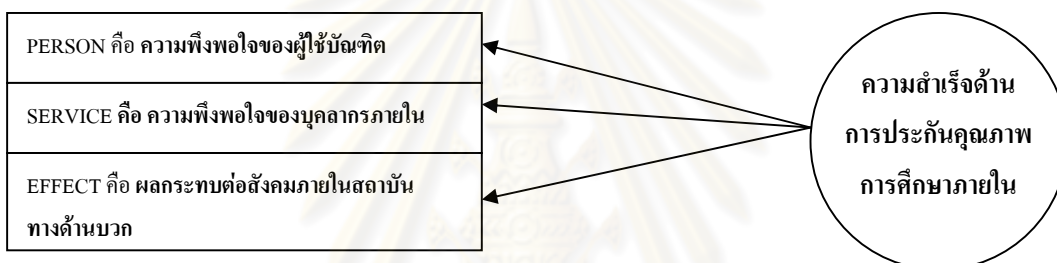 PERSON คือ ความพึงพอใจของผู้ใช้บัณฑิต
SERVICE คือ ความพึงพอใจของบุคลากรภายใน
EFFECT คือ ผลกระทบต่อสังคมภายในสถาบัน
ทางด้านบวก
ความสำเร็จด้าน
การประกันคุณภาพ
การศึกษาภายใน